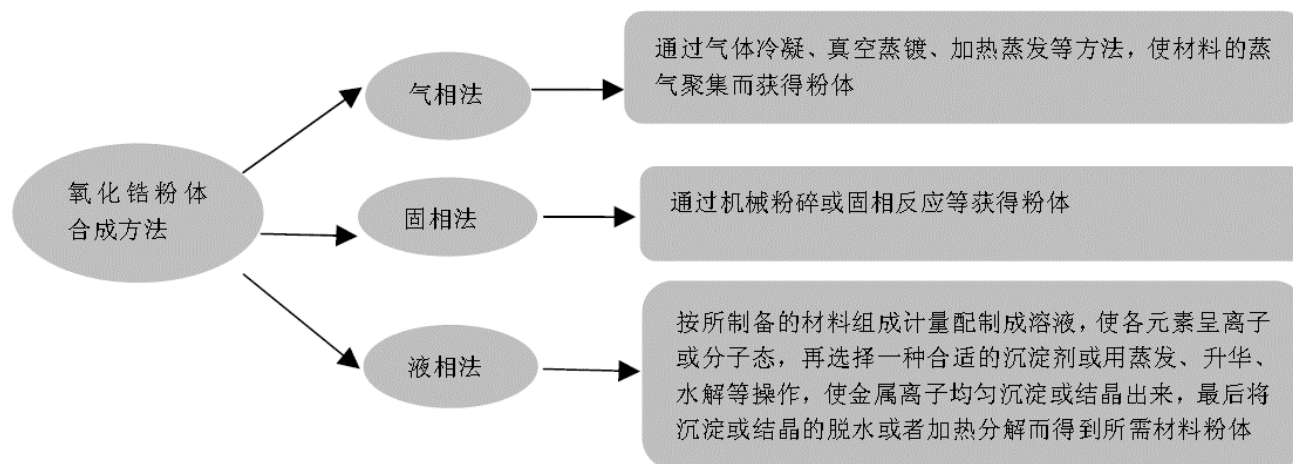 氧化锆粉体
合成方法
气相法
通过气体冷凝、真空蒸镀、加热蒸发等方法，使材料的蒸
气聚集而获得粉体
固相法
通过机械粉碎或固相反应等获得粉体
液相法
按所制备的材料组成计量配制成溶液，使各元素呈离子
或分子态，再选择一种合适的沉淀剂或用蒸发、升华、
水解等操作，使金属离子均匀沉淀或结晶出来，最后将
沉淀或结晶的脱水或者加热分解而得到所需材料粉体